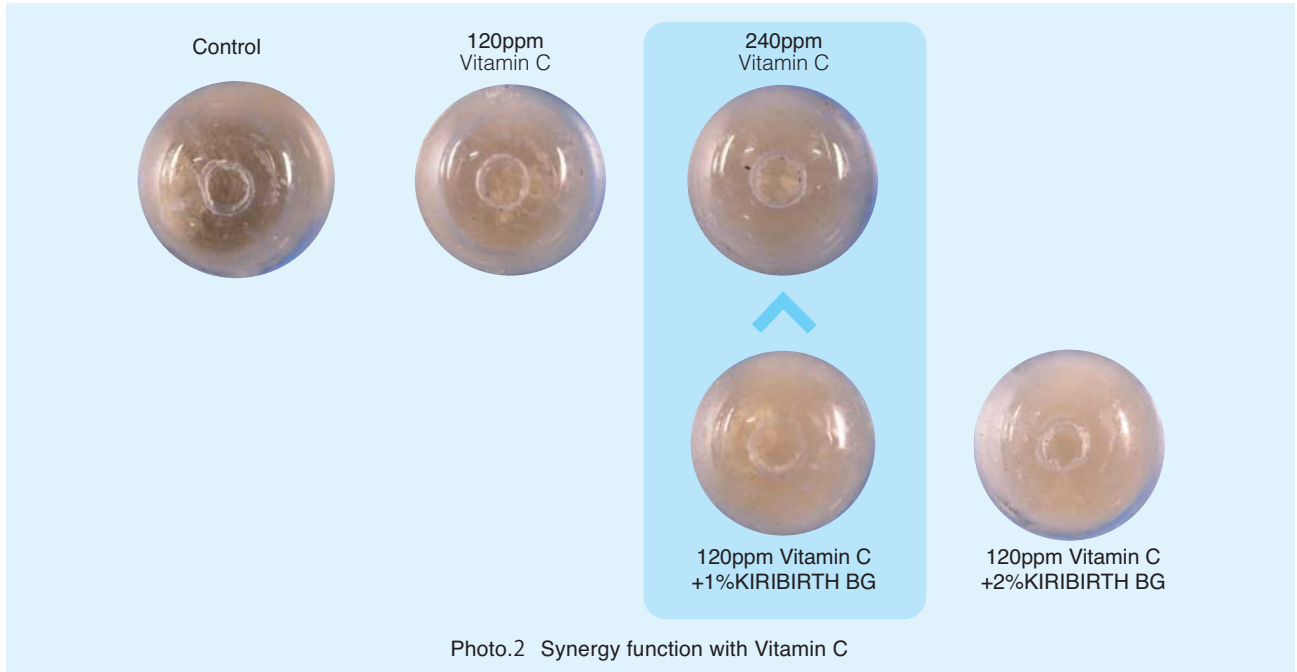 Control
120ppm
Vitamin C
240ppm
Vitamin C
120ppm Vitamin C
+1%KIRIBIRTH BG
120ppm Vitamin C
+2%KIRIBIRTH BG
Photo.2 Synergy function with Vitamin C